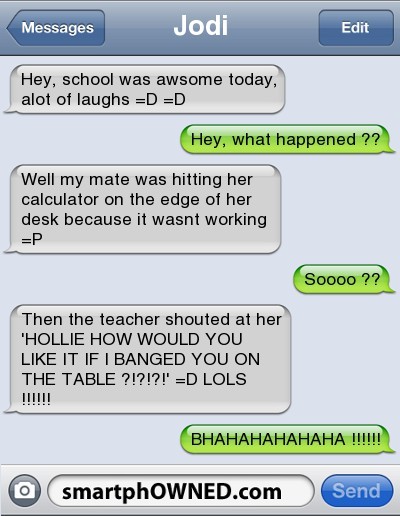 Messages
Jodi
Edit
Hey, school was awsome today,
alot of laughs =D =D
Hey, what happened ??
Well my mate was hitting her
calculator on the edge of her
desk because it wasnt working
=P
Soooo ??
Then the teacher shouted at her
'HOLLIE HOW WOULD YOU
LIKE IT IF I BANGED YOU ON
THE TABLE ?!?!?!' =D LOLS
!!!!!!
BHAHAHAHAHAHA !!!!!!
smartphOWNED.com
Send